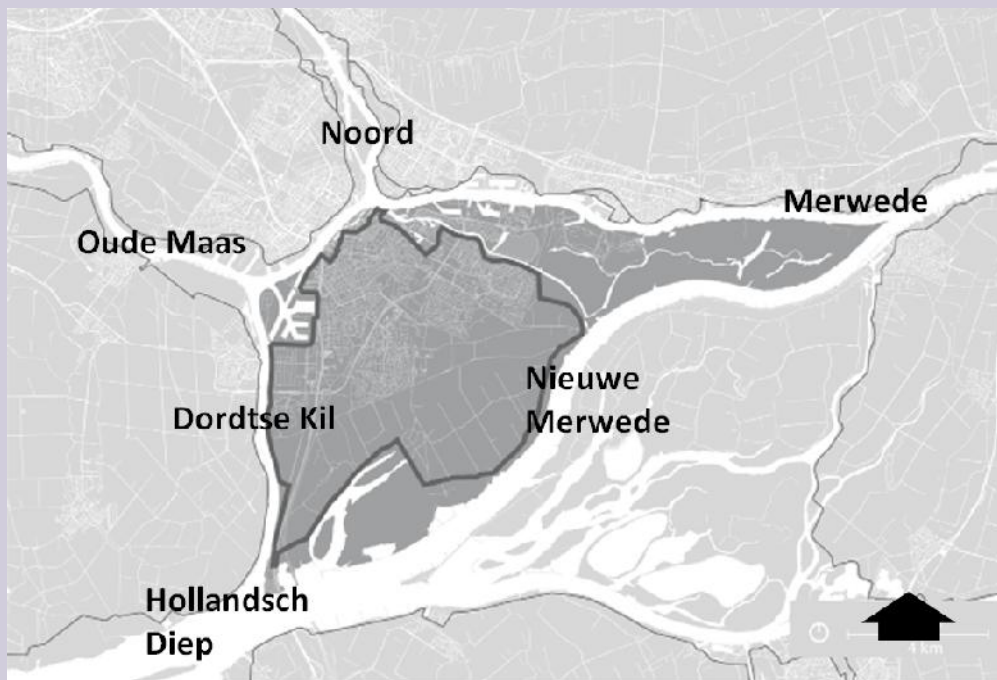 Noord
Merwede
Oude Maas
Nieuwe
Merwede
Dordtse Kil
Hollandsch
Diep
4 km